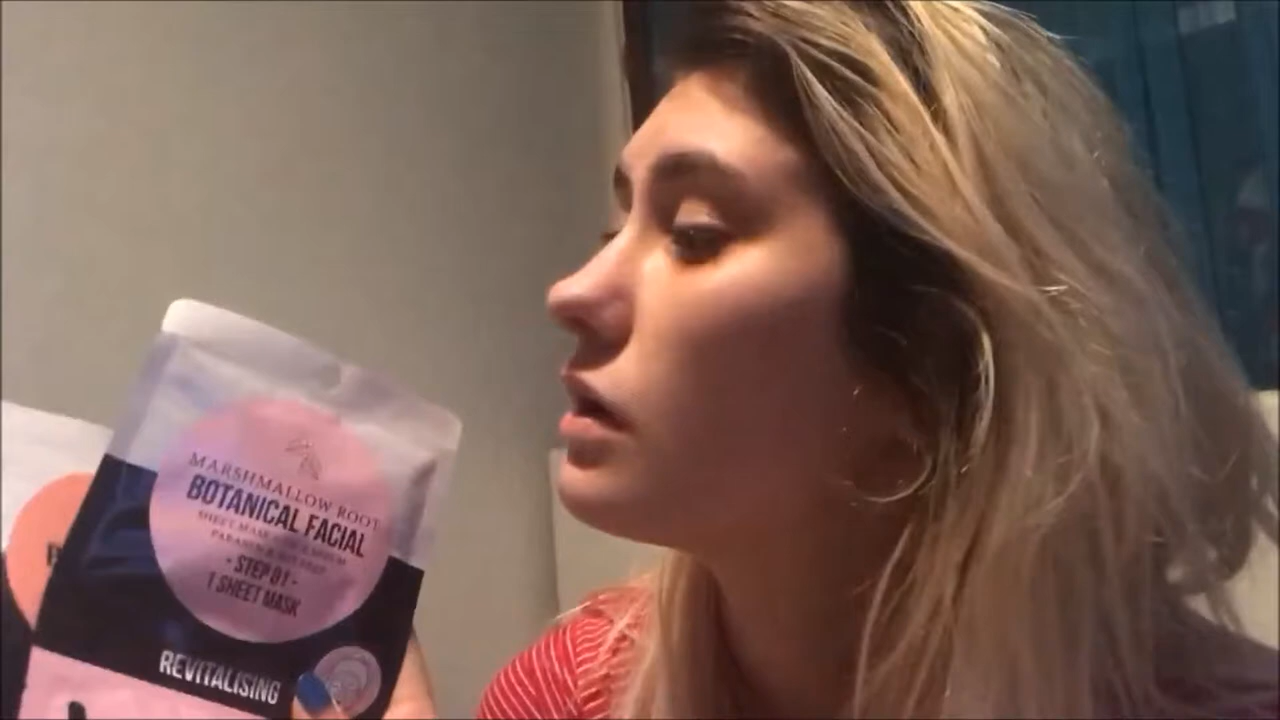 MARSHMALLOW ROOT
BOTANICAL FACIAL
- STEP 01 -
1 SHEET MASK
REVITALISING